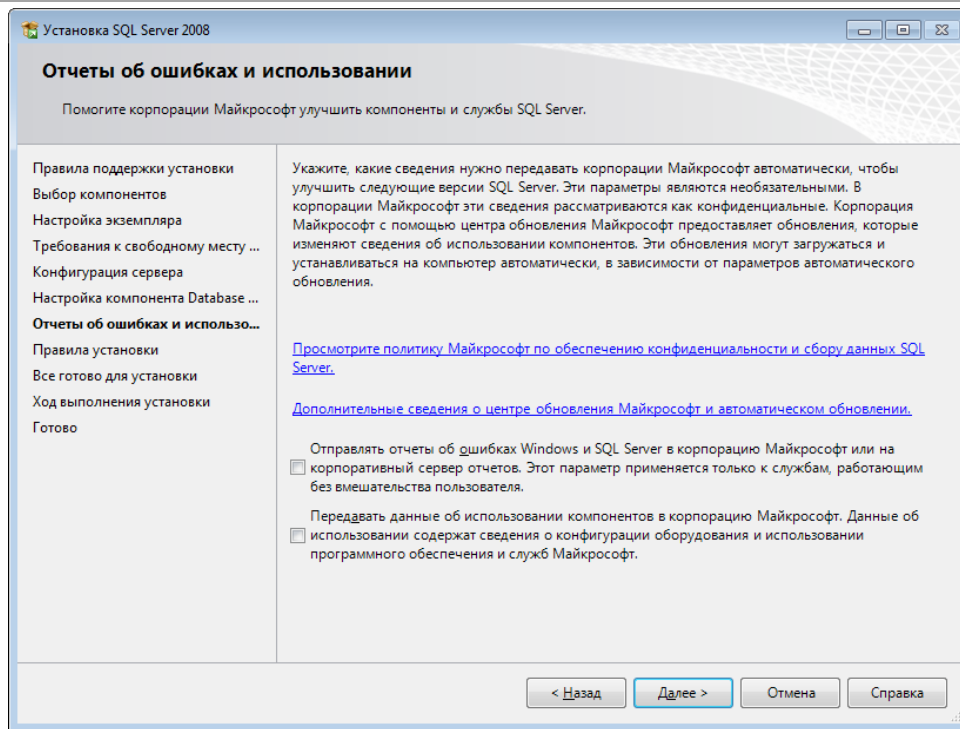 Установка SQL Server 2008
Отчеты об ошибках и использовании
Помогите корпорации Майкрософт улучшить компоненты и службы SQL Server.
Правила поддержки установки
Выбор компонентов
Настройка экземпляра
Требования к свободному месту ...
Конфигурация сервера
Настройка компонента Database ...
Отчеты об ошибках и использо...
Правила установки
Все готово для установки
Ход выполнения установки
Готово
Укажите, какие сведения нужно передавать корпорации Майкрософт автоматически, чтобы
улучшить следующие версии SQL Server. Эти параметры являются необязательными. В
корпорации Майкрософт эти сведения рассматриваются как конфиденциальные. Корпорация
Майкрософт с помощью центра обновления Майкрософт предоставляет обновления, которые
изменяют сведения об использовании компонентов. Эти обновления могут загружаться и
устанавливаться на компьютер автоматически, в зависимости от параметров автоматического
обновления.
Просмотрите политику Майкрософт по обеспечению конфиденциальности и сбору данных SQL
Server.
Дополнительные сведения о центре обновления Майкрософт и автоматическом обновлении.
Отправлять отчеты об ошибках Windows и SQL Server в корпорацию Майкрософт или на
корпоративный сервер отчетов. Этот параметр применяется только к службам, работающим
без вмешательства пользователя.
Передавать данные об использовании компонентов в корпорацию Майкрософт. Данные об
использовании содержат сведения о конфигурации оборудования и использовании
программного обеспечения и служб Майкрософт.
< Назад
Далее >
Отмена
Справка